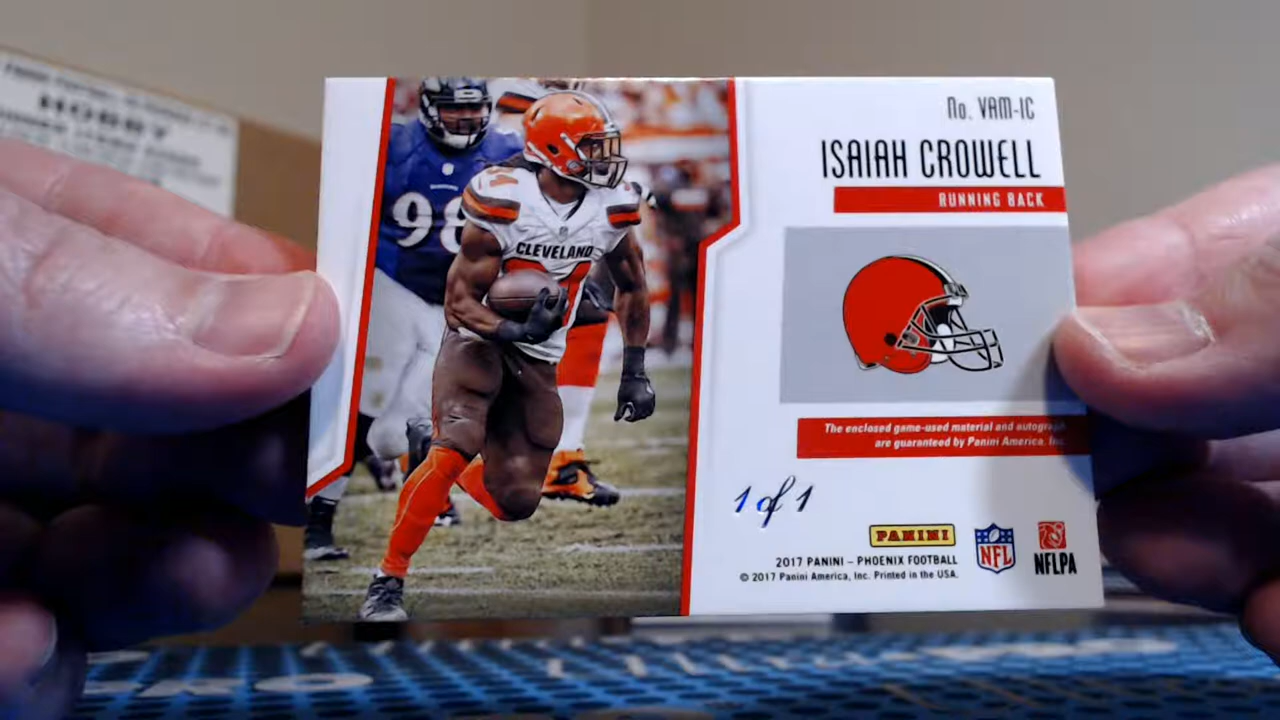 HOBBY
No. VAM-IC
ISAIAH CROWELL
RUNNING BACK
98
CLEVELAND
The enclosed game-used material and autograph
are guaranteed by Panini America, Inc.
1 of 1
PANINI
2017 PANINI – PHOENIX FOOTBALL
© 2017 Panini America, Inc. Printed in the USA.
NFL
NFLPA